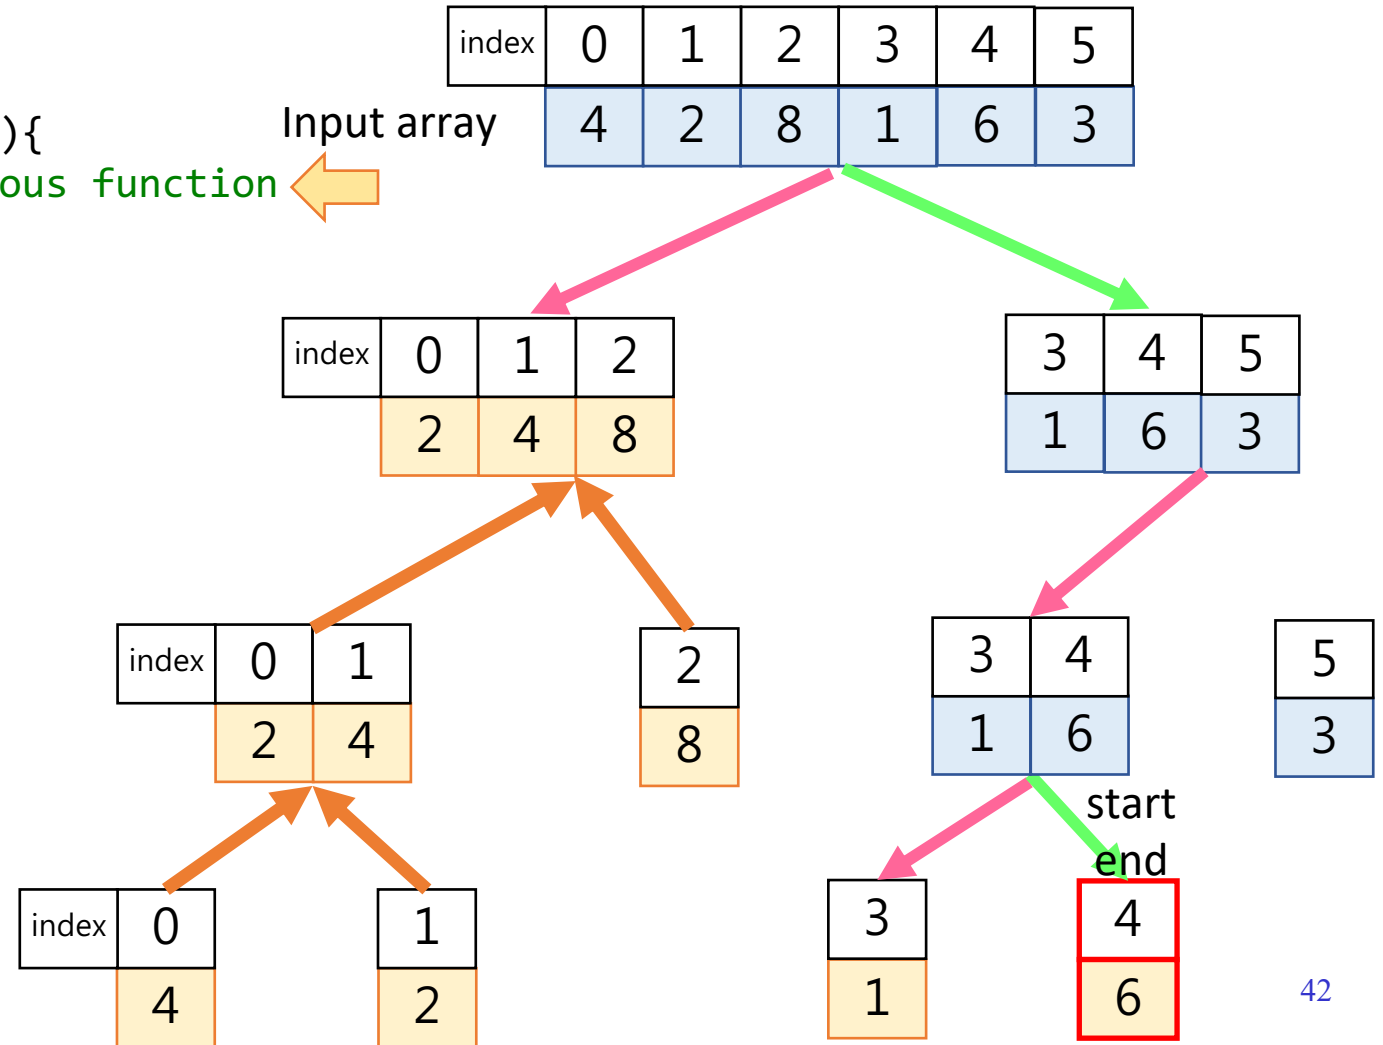 index 0 1 2 3 4 5
Input array 4 2 8 1 6 3
){
ous function
index 0 1 2
3 4 5
2 4 8
1 6 3
index 0 1
2
3 4
5
2 4
8
1 6
3
start
end
index 0
1
3
4
4
2
1
6
42